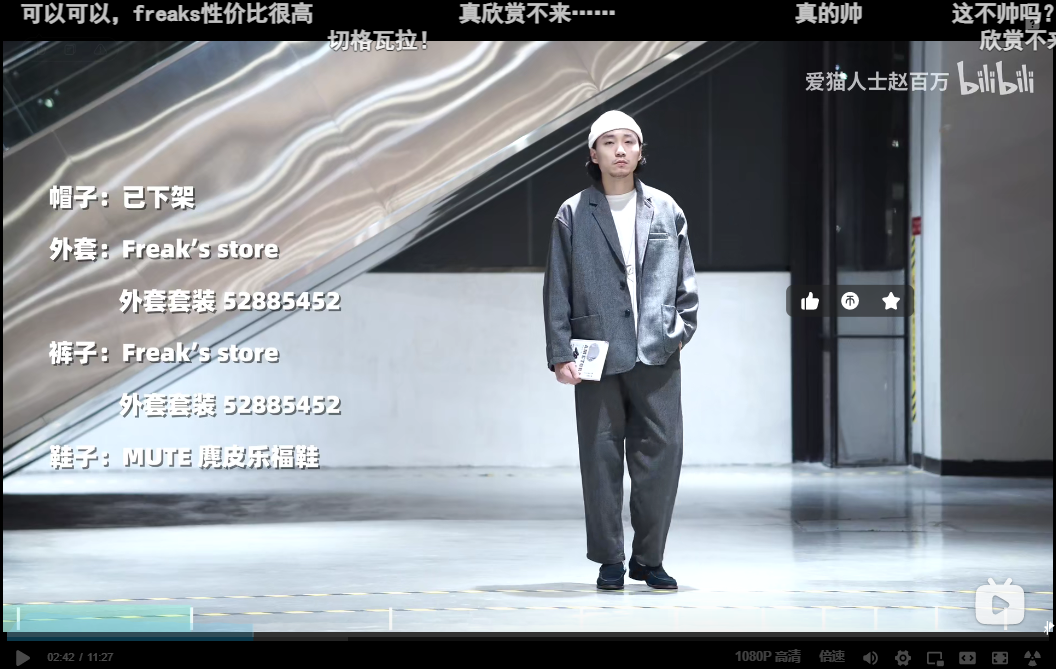 可以可以，freaks性价比很高
真欣赏不来……
真的帅
这不帅吗?
切格瓦拉！
欣赏不来
爱猫人士赵百万 bilibili
帽子：已下架
外套：Freak's store
外套套装 52885452
裤子：Freak's store
外套套装 52885452
鞋子：MUTE 麂皮乐福鞋
02:42 / 11:27
1080P 高清
倍速